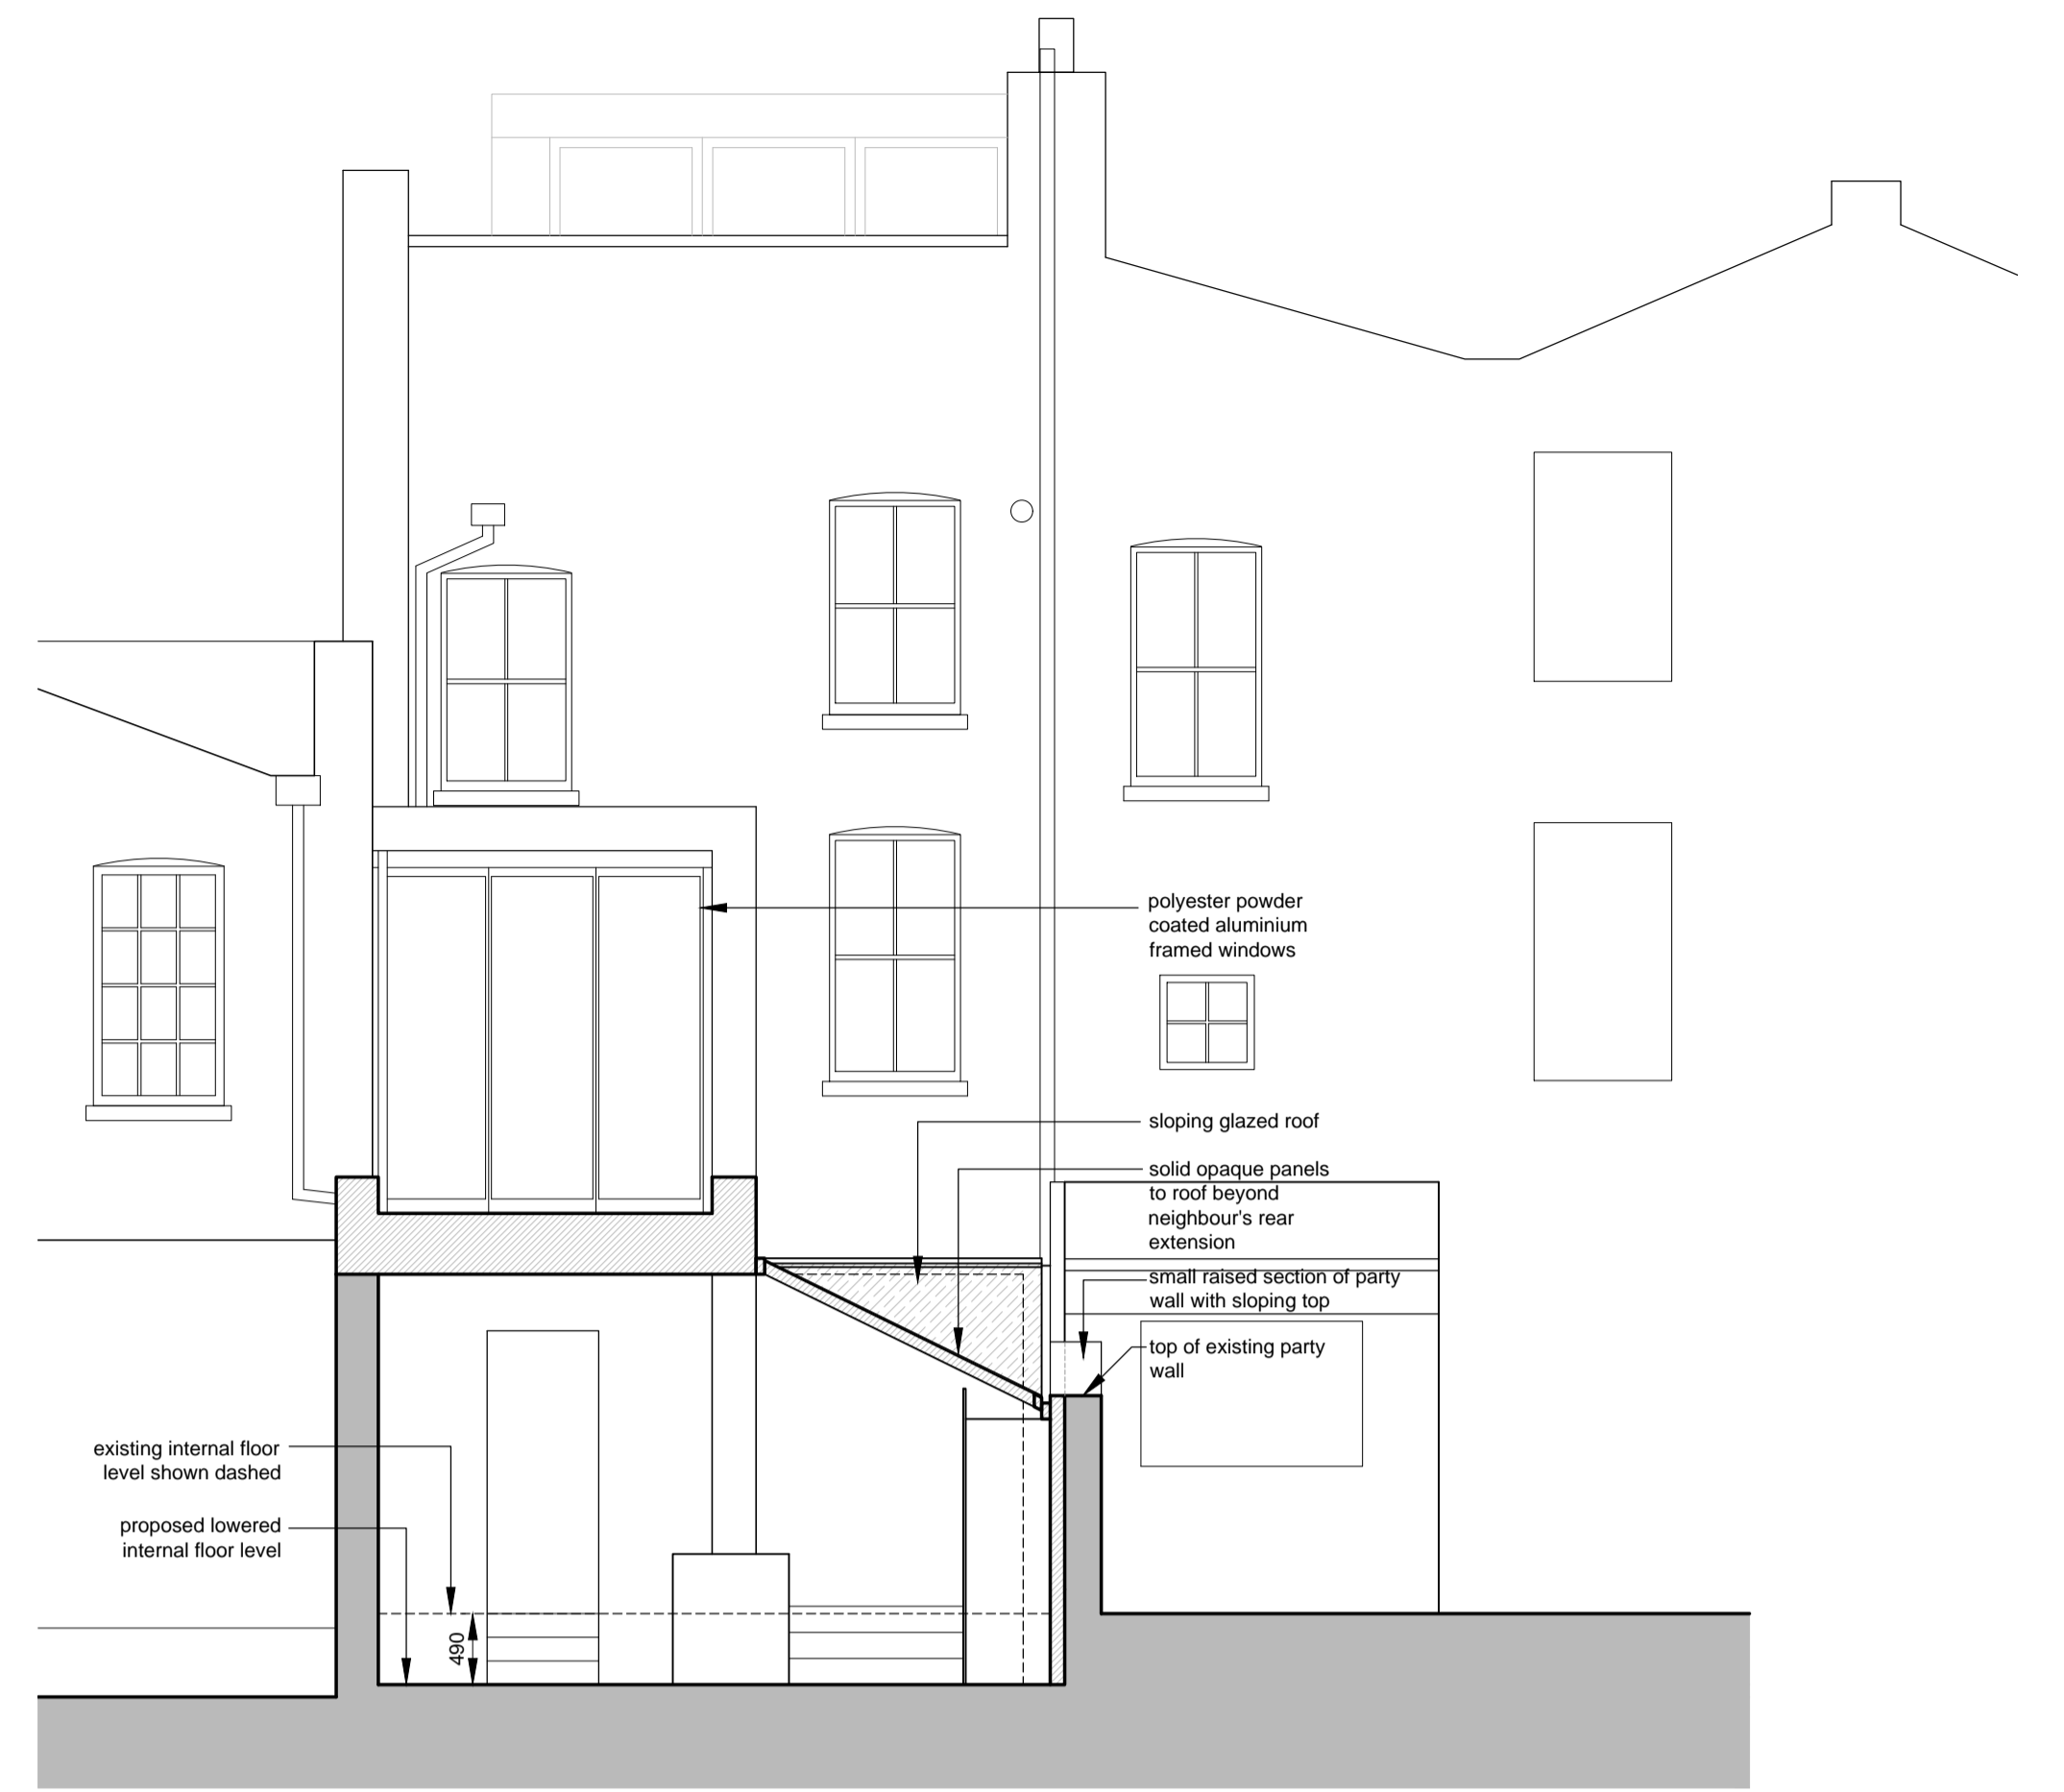 polyester powder
coated aluminium
framed windows
sloping glazed roof
solid opaque panels
to roof beyond
neighbour's rear
extension
small raised section of party
wall with sloping top
top of existing party
wall
existing internal floor
level shown dashed
proposed lowered
internal floor level
490